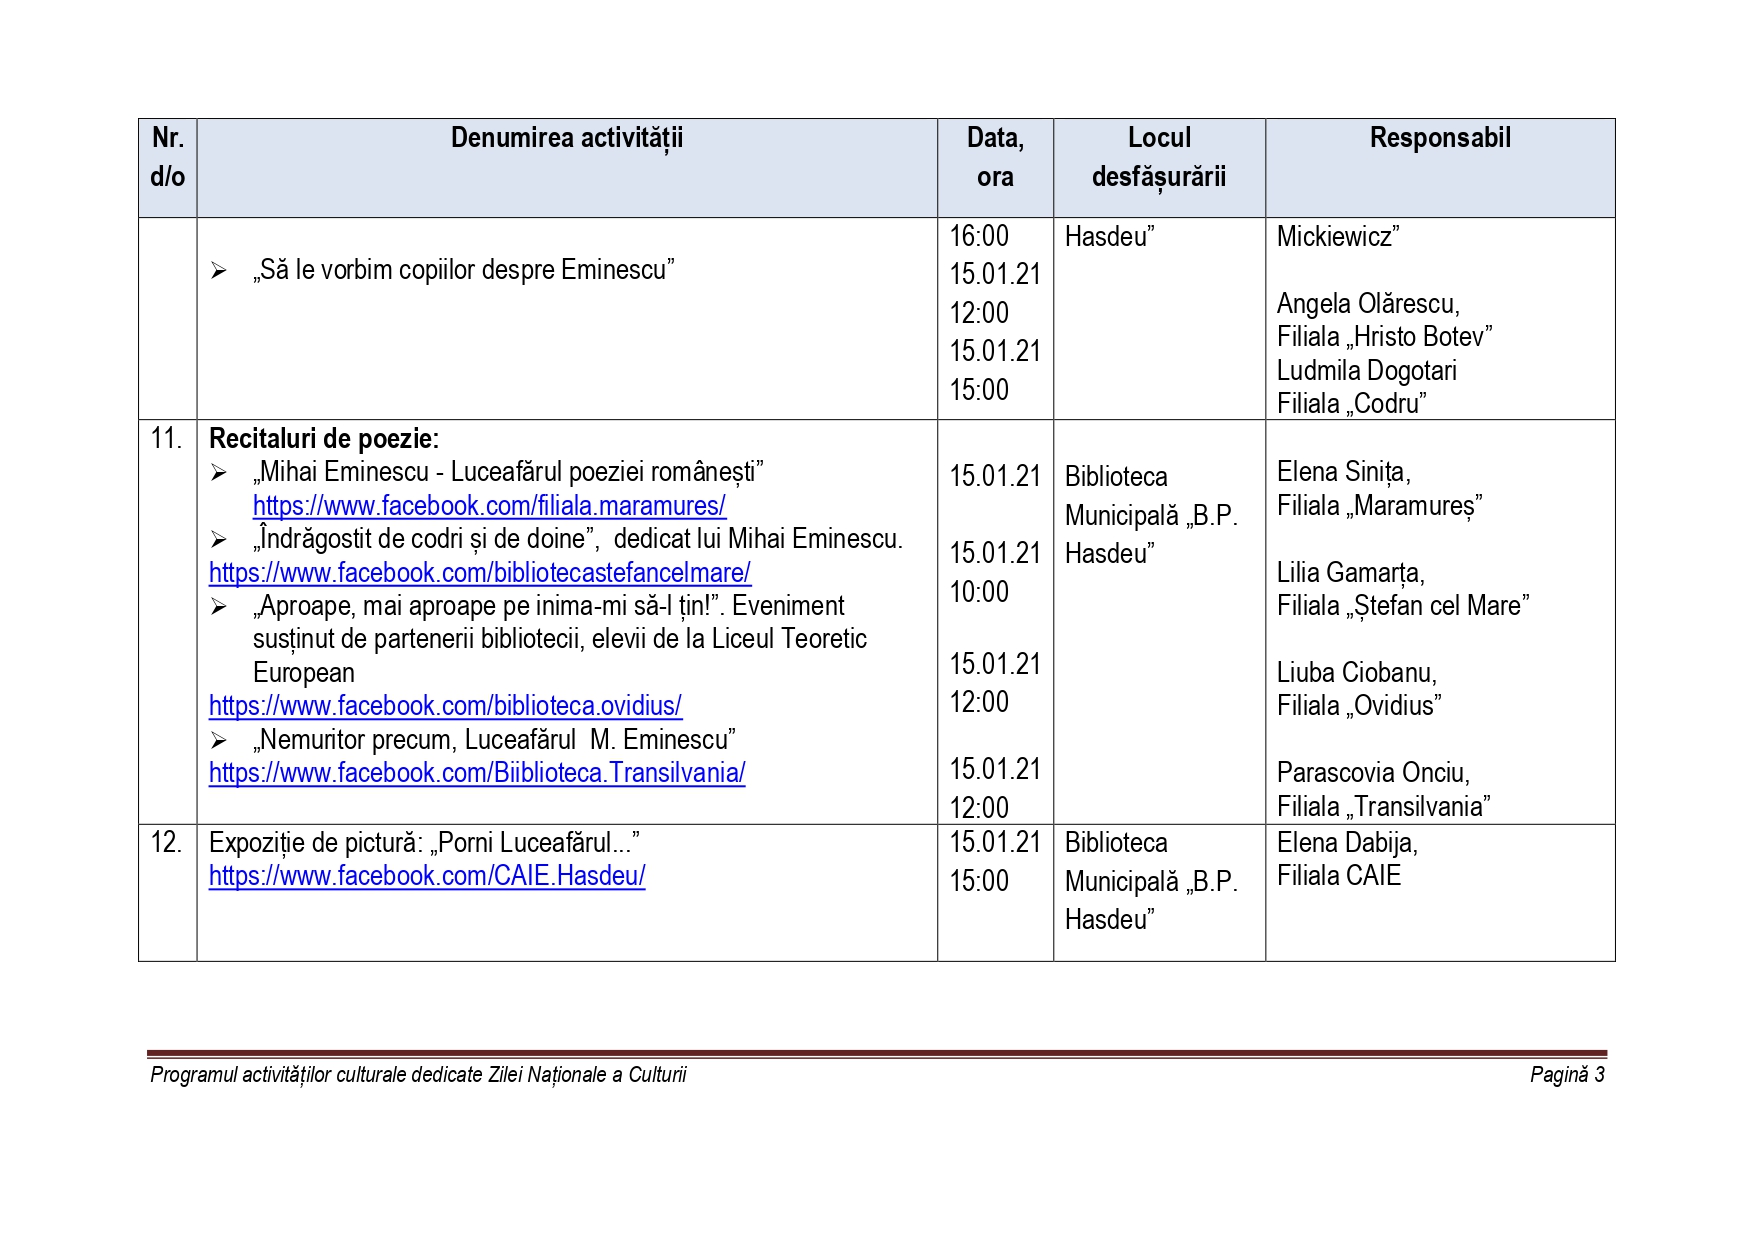 Nr.
d/o
Denumirea activității
Data,
ora
Locul
desfășurării
Responsabil
➢ „Să le vorbim copiilor despre Eminescu”
16:00
15.01.21
12:00
15.01.21
15:00
Hasdeu”
Mickiewicz”
Angela Olărescu,
Filiala „Hristo Botev”
Ludmila Dogotari
Filiala „Codru”
11.
Recitaluri de poezie:
➢ „Mihai Eminescu - Luceafărul poeziei românești”
https://www.facebook.com/filiala.maramures/
➢ „Îndrăgostit de codri și de doine”,  dedicat lui Mihai Eminescu.
https://www.facebook.com/bibliotecastefancelmare/
➢ „Aproape, mai aproape pe inima-mi să-l țin!”. Eveniment
susținut de partenerii bibliotecii, elevii de la Liceul Teoretic
European
https://www.facebook.com/biblioteca.ovidius/
➢ „Nemuritor precum, Luceafărul  M. Eminescu”
https://www.facebook.com/Biiblioteca.Transilvania/
15.01.21
15.01.21
10:00
15.01.21
12:00
15.01.21
12:00
Biblioteca
Municipală „B.P.
Hasdeu”
Elena Sinița,
Filiala „Maramureș”
Lilia Gamarța,
Filiala „Ștefan cel Mare”
Liuba Ciobanu,
Filiala „Ovidius”
Parascovia Onciu,
Filiala „Transilvania”
12.
Expoziție de pictură: „Porni Luceafărul...”
https://www.facebook.com/CAIE.Hasdeu/
15.01.21
15:00
Biblioteca
Municipală „B.P.
Hasdeu”
Elena Dabija,
Filiala CAIE
Programul activităților culturale dedicate Zilei Naționale a Culturii
Pagină 3